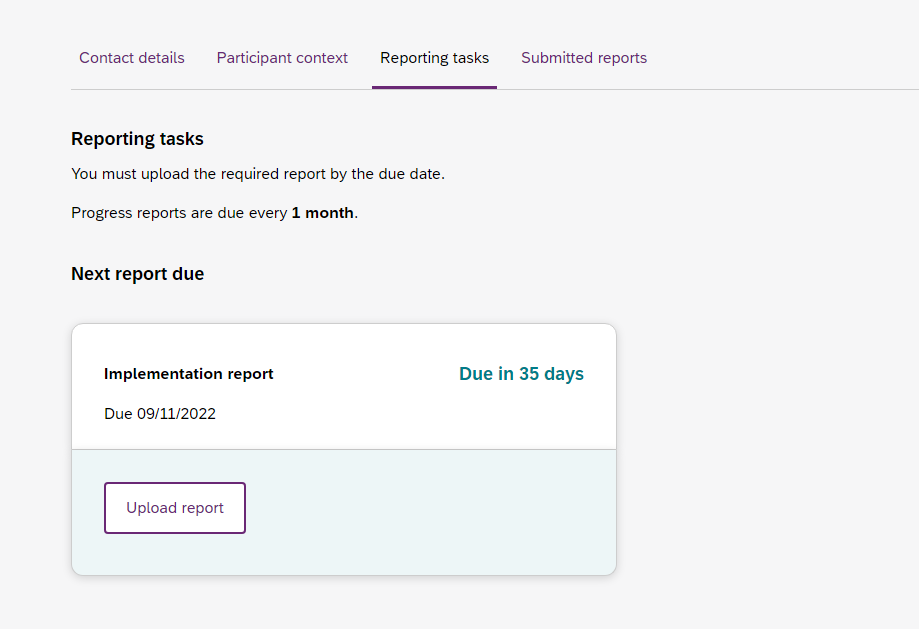 Contact details Participant context Reporting tasks Submitted reports
Reporting tasks
You must upload the required report by the due date.
Progress reports are due every 1 month.
Next report due
Implementation report Due in 35 days
Due 09/11/2022
Upload report